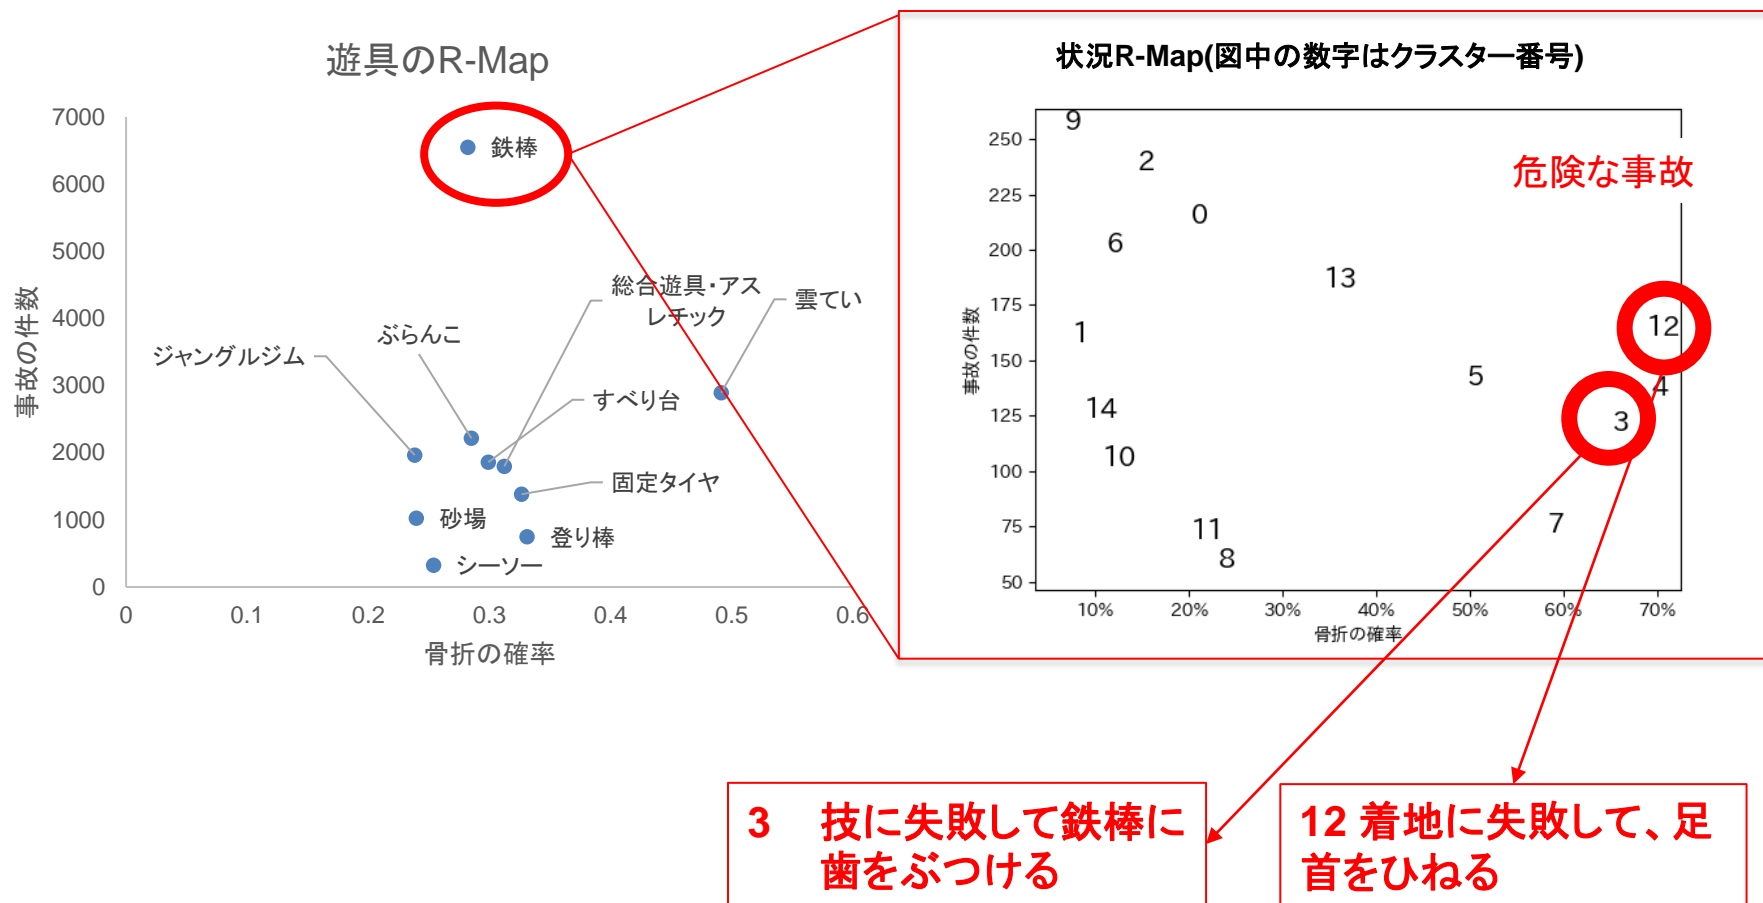 遊具のR-Map
7000
6000
5000
4000
3000
2000
1000
0
事故の件数
鉄棒
総合遊具・アス
レチック
雲てい
ぶらんこ
ジャングルジム
すべり台
固定タイヤ
砂場
登り棒
シーソー
0 0.1 0.2 0.3 0.4 0.5 0.6
骨折の確率
状況R-Map(図中の数字はクラスター番号)
危険な事故
250
225
200
175
150
125
100
75
50
事故の件数
9
2
0
6
13
12
1
5
4
14
3
10
11
7
8
10% 20% 30% 40% 50% 60% 70%
骨折の確率
3 技に失敗して鉄棒に
歯をぶつける
12 着地に失敗して、足
首をひねる